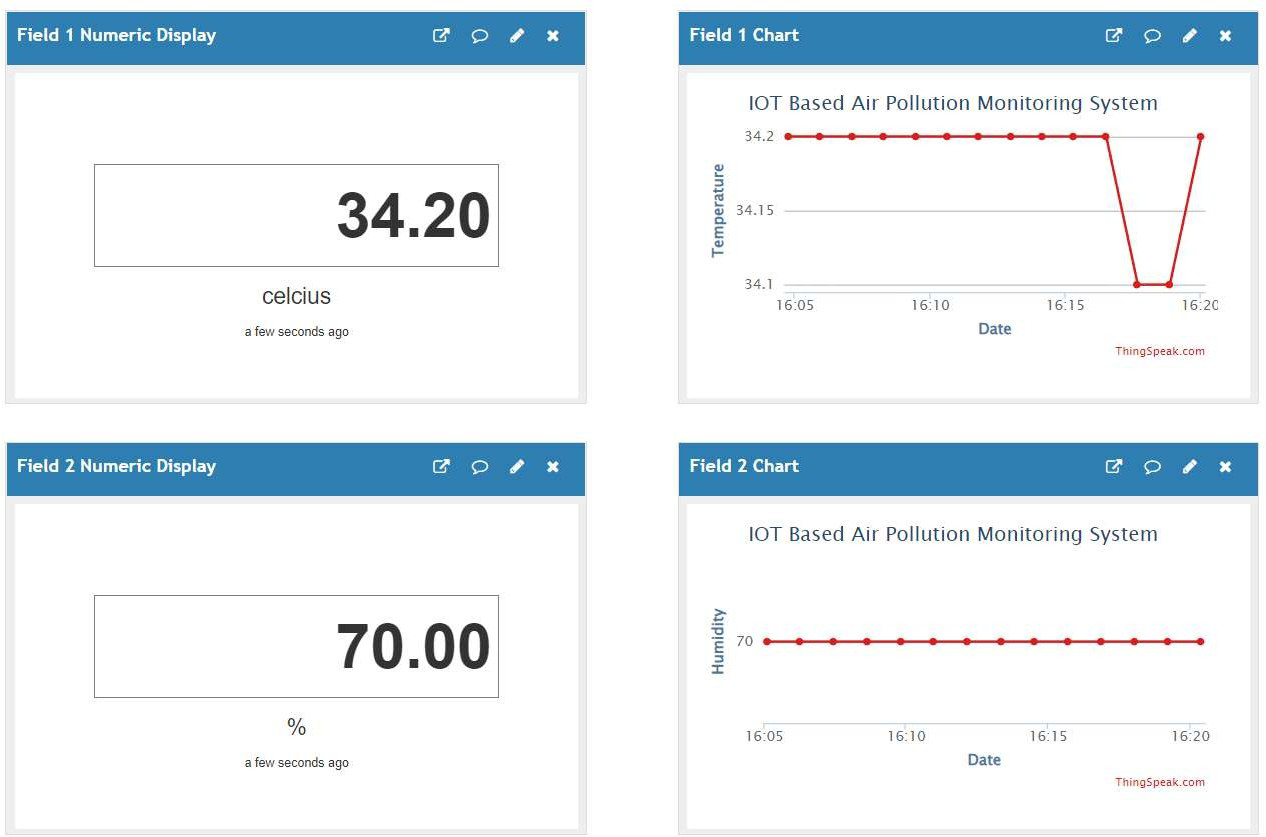 Field 1 Numeric Display
34.20
celcius
a few seconds ago
Field 1 Chart
IOT Based Air Pollution Monitoring System
Temperature
34.2
34.15
34.1
16:05 16:10 16:15 16:20
Date
ThingSpeak.com
Field 2 Numeric Display
70.00
%
a few seconds ago
Field 2 Chart
IOT Based Air Pollution Monitoring System
Humidity
70
16:05 16:10 16:15 16:20
Date
ThingSpeak.com